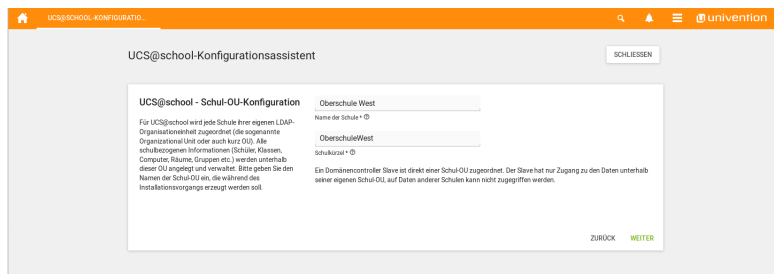 UCS@SCHOOL-KONFIGURATIO...
univention
UCS@school-Konfigurationsassistent
SCHLIESSEN
UCS@school - Schul-OU-Konfiguration
Für UCS@school wird jede Schule ihrer eigenen LDAP-
Organisationseinheit zugeordnet (die sogenannte
Organizational Unit oder auch kurz OU). Alle
schulbezogenen Informationen (Schüler, Klassen,
Computer, Räume, Gruppen etc.) werden unterhalb
dieser OU angelegt und verwaltet. Bitte geben Sie den
Namen der Schul-OU ein, die während des
Installationsvorgangs erzeugt werden soll.
Oberschule West
Name der Schule *
OberschuleWest
Schulkürzel *
Ein Domänencontroller Slave ist direkt einer Schul-OU zugeordnet. Der Slave hat nur Zugang zu den Daten unterhalb
seiner eigenen Schul-OU, auf Daten anderer Schulen kann nicht zugegriffen werden.
ZURÜCK
WEITER